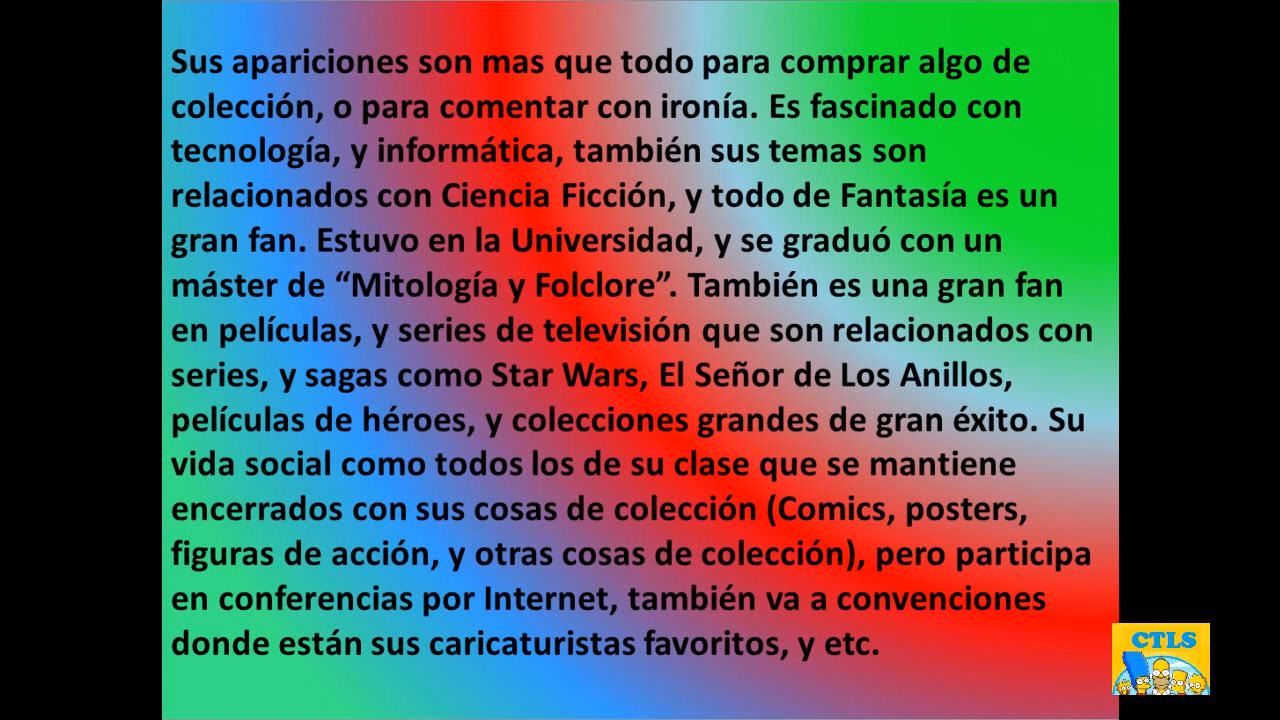 Sus apariciones son mas que todo para comprar algo de
colección, o para comentar con ironía. Es fascinado con
tecnología, y informática, también sus temas son
relacionados con Ciencia Ficción, y todo de Fantasía es un
gran fan. Estuvo en la Universidad, y se graduó con un
máster de “Mitología y Folclore”. También es una gran fan
en películas, y series de televisión que son relacionados con
series, y sagas como Star Wars, El Señor de Los Anillos,
películas de héroes, y colecciones grandes de gran éxito. Su
vida social como todos los de su clase que se mantiene
encerrados con sus cosas de colección (Comics, posters,
figuras de acción, y otras cosas de colección), pero participa
en conferencias por Internet, también va a convenciones
donde están sus caricaturistas favoritos, y etc.
CTLS